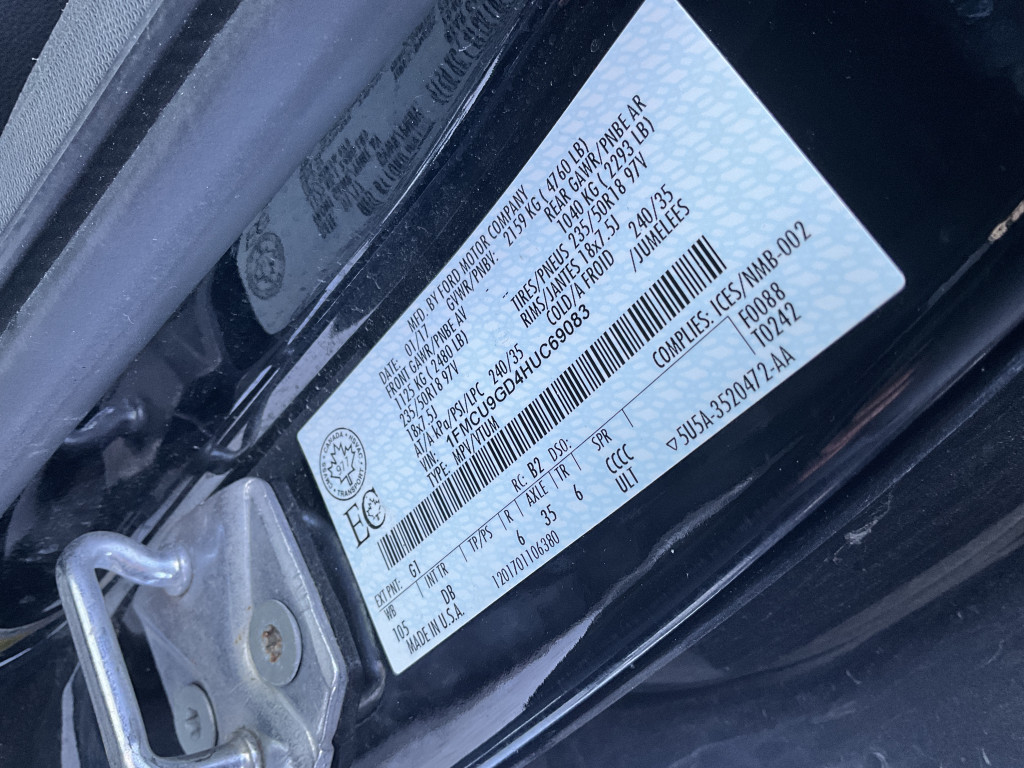 MFD. BY FORD MOTOR COMPANY
DATE: 01/17 GVWR/PNBV: 2159 KG ( 4760 LB)
FRONT GAWR/PNBE AV REAR GAWR/PNBE AR
1125 KG ( 2480 LB) 1040 KG ( 2293 LB)
235/50R18 97V TIRES/PNEUS 235/50R18 97V
18x7.5J RIMS/JANTES 18x7.5J
AT/A kPa/PSI/LPC 240/35 COLD/A FROID 240/35
VIN: 1FMCU9GD4HUC69083 /JUMELEES
TYPE: MPV/VTUM
CANADA
TRANSPORT
EC
EXT PNT: G1 RC: B2 DSO:
WB INT TR TP/PS R AXLE TR SPR
105 DB 6 35 6 CCCC
MADE IN U.S.A. ULT
COMPLIES: ICES/NMB-002
F0088
T0242
1201701106380
▽5U5A-3520472-AA